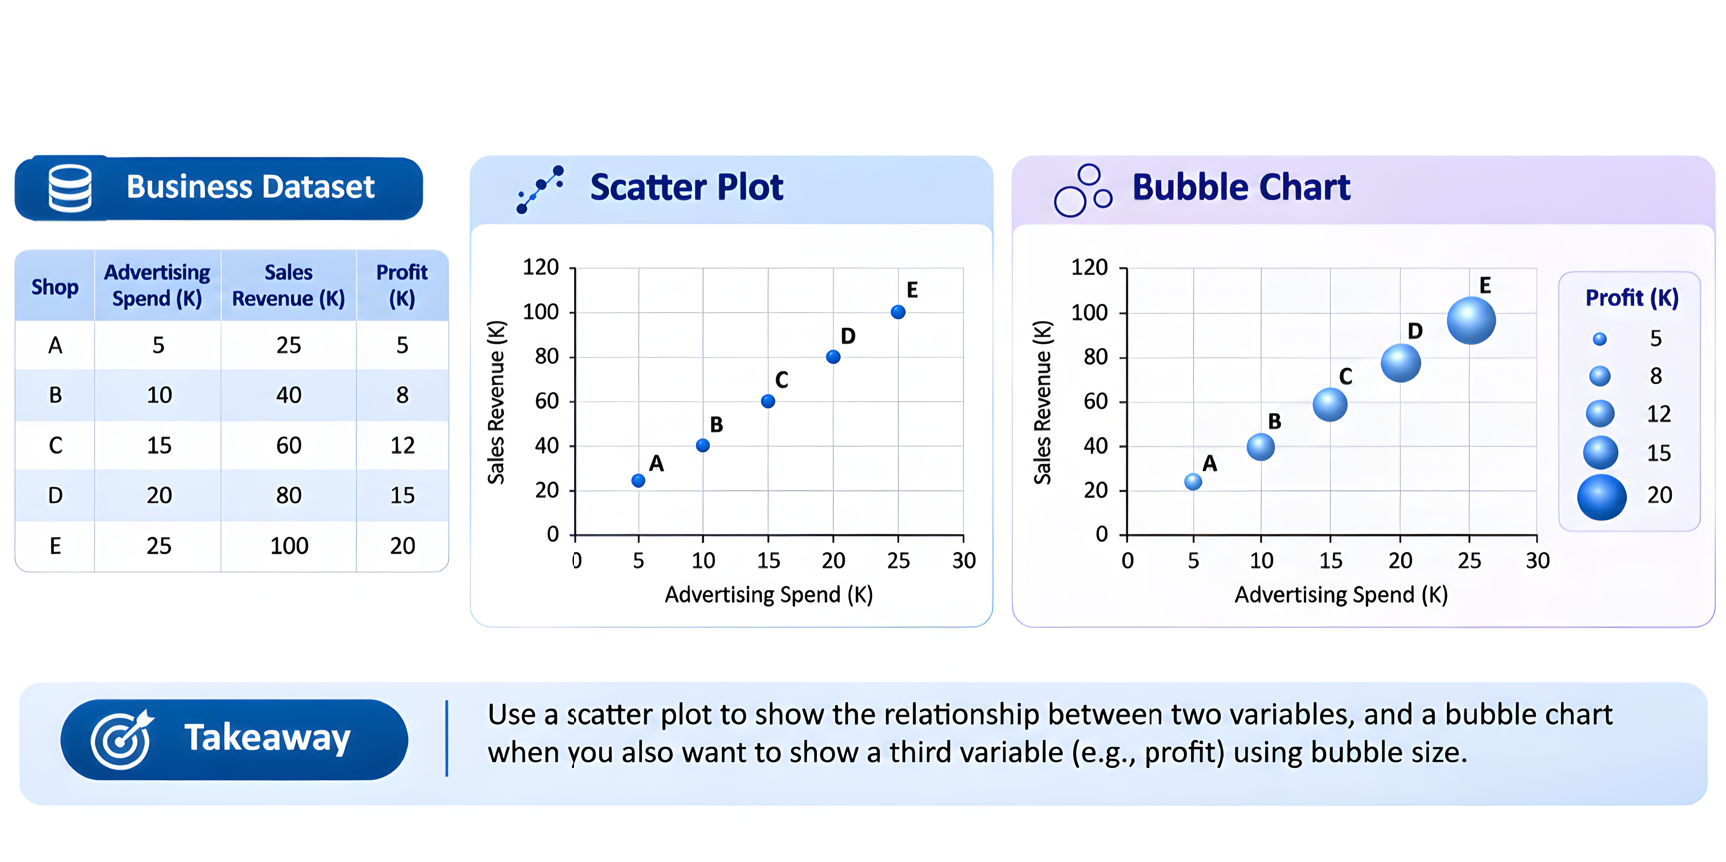 Business Dataset
Shop
Advertising
Spend (K)
Sales
Revenue (K)
Profit
(K)
A 5 25 5
B 10 40 8
C 15 60 12
D 20 80 15
E 25 100 20
Scatter Plot
120
100
80
60
40
20
0
Sales Revenue (K)
A
B
C
D
E
0 5 10 15 20 25 30
Advertising Spend (K)
Bubble Chart
120
100
80
60
40
20
0
Sales Revenue (K)
A
B
C
D
E
0 5 10 15 20 25 30
Advertising Spend (K)
Profit (K)
5
8
12
15
20
Takeaway
Use a scatter plot to show the relationship between two variables, and a bubble chart
when you also want to show a third variable (e.g., profit) using bubble size.